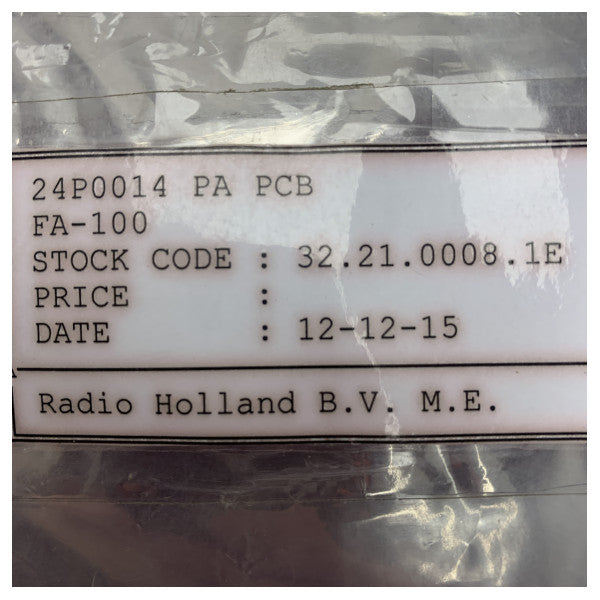 24P0014 PA PCB
FA-100
STOCK CODE : 32.21.0008.1E
PRICE :
DATE : 12-12-15
Radio Holland B.V. M.E.